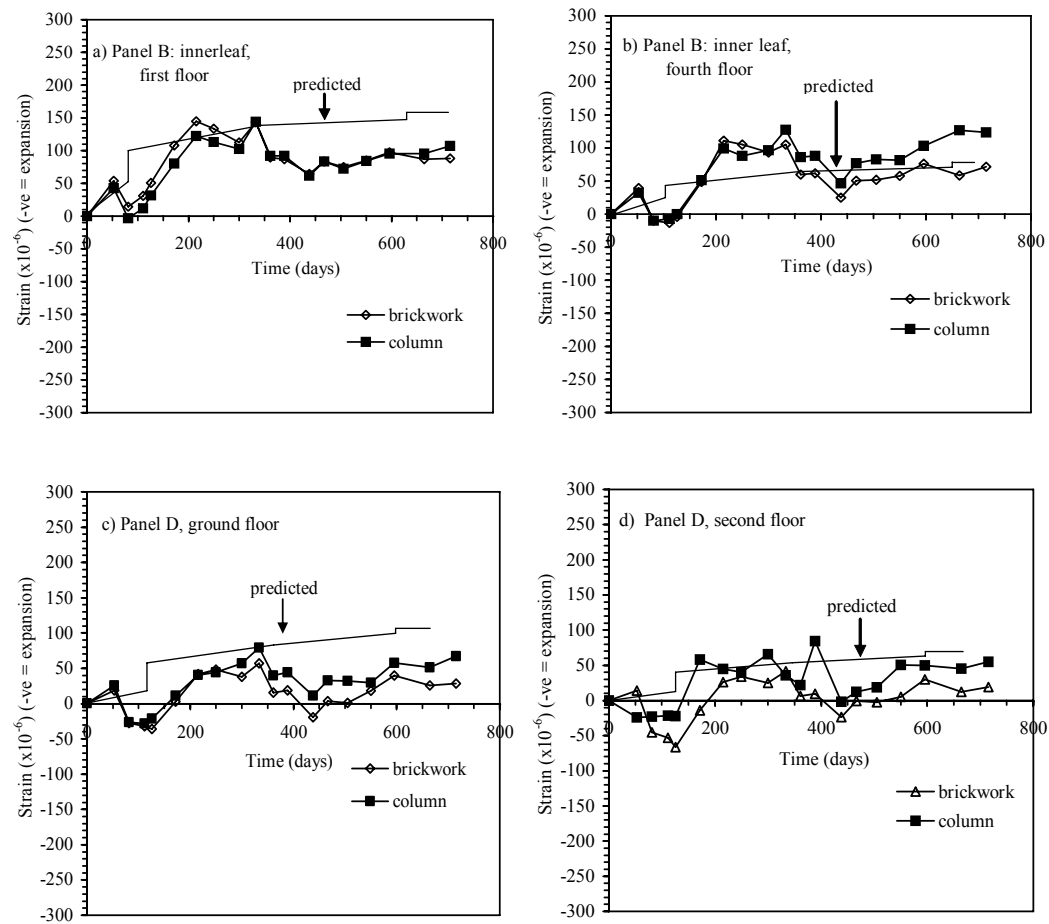 a) Panel B: innerleaf,
first floor
predicted
300
250
200
150
100
50
0
-50
-100
-150
-200
-250
-300
0
200
400
600
800
Time (days)
Strain (x10-6) (-ve = expansion)
brickwork
column
b) Panel B: inner leaf,
fourth floor
predicted
300
250
200
150
100
50
0
-50
-100
-150
-200
-250
-300
0
200
400
600
800
Time (days)
Strain (x10-6) (-ve = expansion)
brickwork
column
c) Panel D, ground floor
predicted
300
250
200
150
100
50
0
-50
-100
-150
-200
-250
-300
0
200
400
600
800
Time (days)
Strain (x10-6) (-ve = expansion)
brickwork
column
d) Panel D, second floor
predicted
300
250
200
150
100
50
0
-50
-100
-150
-200
-250
-300
0
200
400
600
800
Time (days)
Strain (x10-6) (-ve = expansion)
brickwork
column